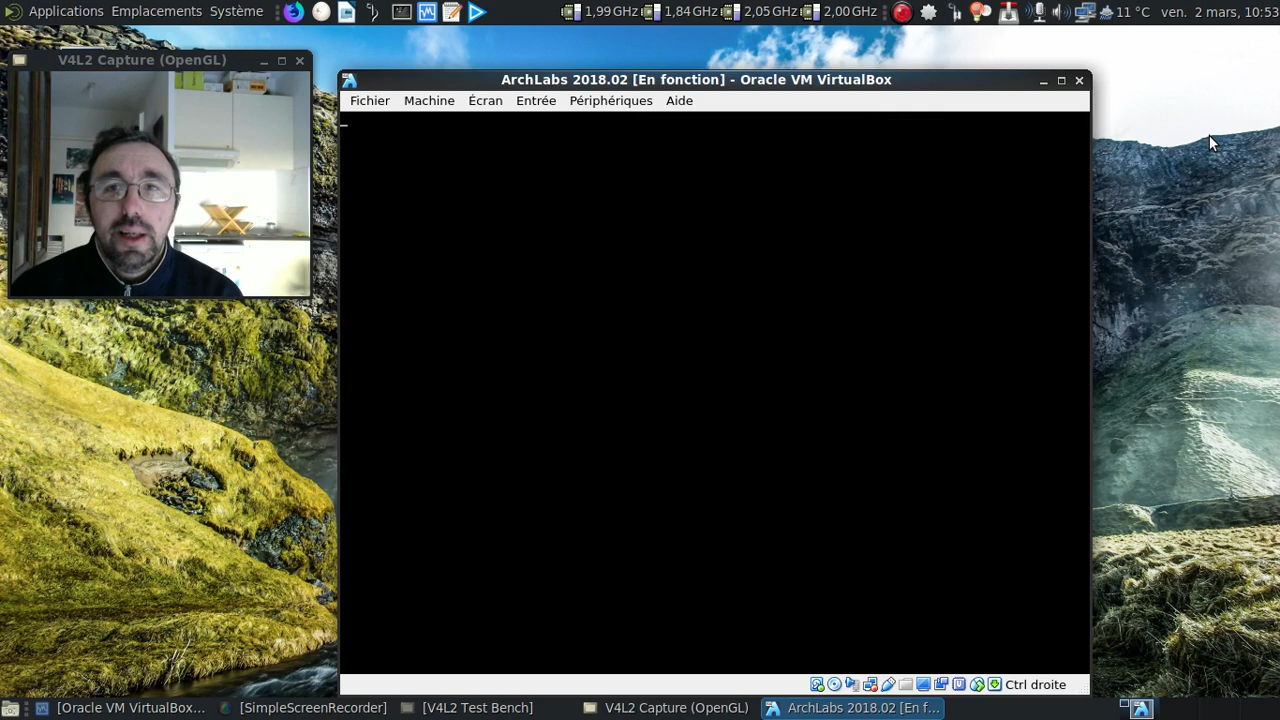 Applications Emplacements Système 1,99 GHz 1,84 GHz 2,05 GHz 2,00 GHz 11 °C ven. 2 mars, 10:53
V4L2 Capture (OpenGL)
ArchLabs 2018.02 [En fonction] - Oracle VM VirtualBox
Fichier Machine Écran Entrée Périphériques Aide
Ctrl droite
[Oracle VM VirtualBox... [SimpleScreenRecorder] [V4L2 Test Bench] V4L2 Capture (OpenGL) ArchLabs 2018.02 [En f...